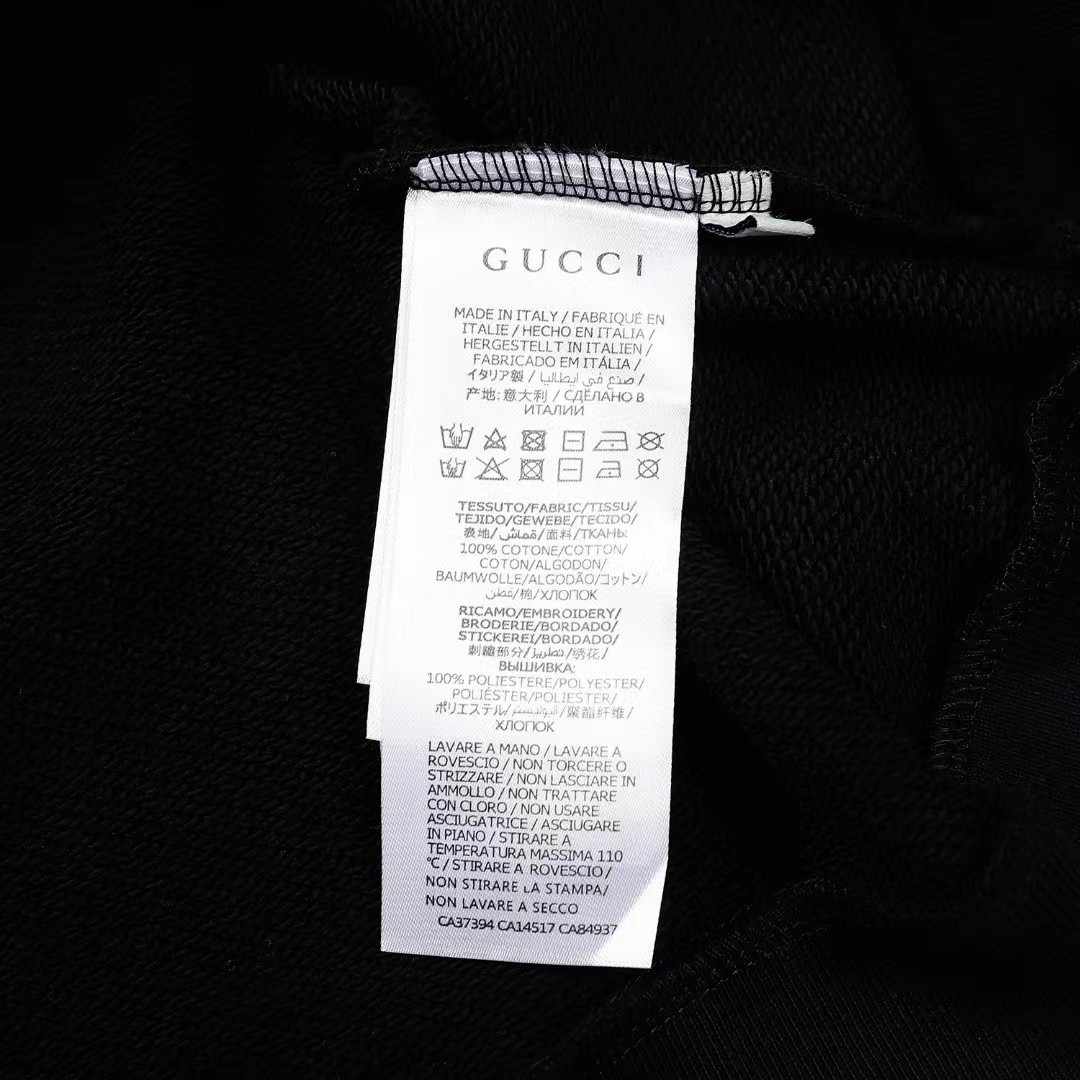 GUCCI
MADE IN ITALY / FABRIQUÉ EN
ITALIE / HECHO EN ITALIA /
HERGESTELLT IN ITALIEN /
FABRICADO EM ITÁLIA /
イタリア製 / صنع في ايطاليا /
产地: 意大利 / СДЕЛАНО В
ИТАЛИИ
TESSUTO/FABRIC/TISSU/
TEJIDO/GEWEBE/TECIDO/
表地/قماش/面料/ТКАНЬ:
100% COTONE/COTTON/
COTON/ALGODON/
BAUMWOLLE/ALGODÃO/コットン/
قطن/棉/ХЛОПОК
RICAMO/EMBROIDERY/
BRODERIE/BORDADO/
STICKEREI/BORDADO/
刺繍部分/تطريز/绣花/
ВЫШИВКА:
100% POLIESTERE/POLYESTER/
POLIÉSTER/POLIESTER/
ポリエステル/البوليستر/聚酯纤维/
ХЛОПОК
LAVARE A MANO / LAVARE A
ROVESCIO / NON TORCERE O
STRIZZARE / NON LASCIARE IN
AMMOLLO / NON TRATTARE
CON CLORO / NON USARE
ASCIUGATRICE / ASCIUGARE
IN PIANO / STIRARE A
TEMPERATURA MASSIMA 110
°C / STIRARE A ROVESCIO /
NON STIRARE LA STAMPA/
NON LAVARE A SECCO
CA37394 CA14517 CA84937